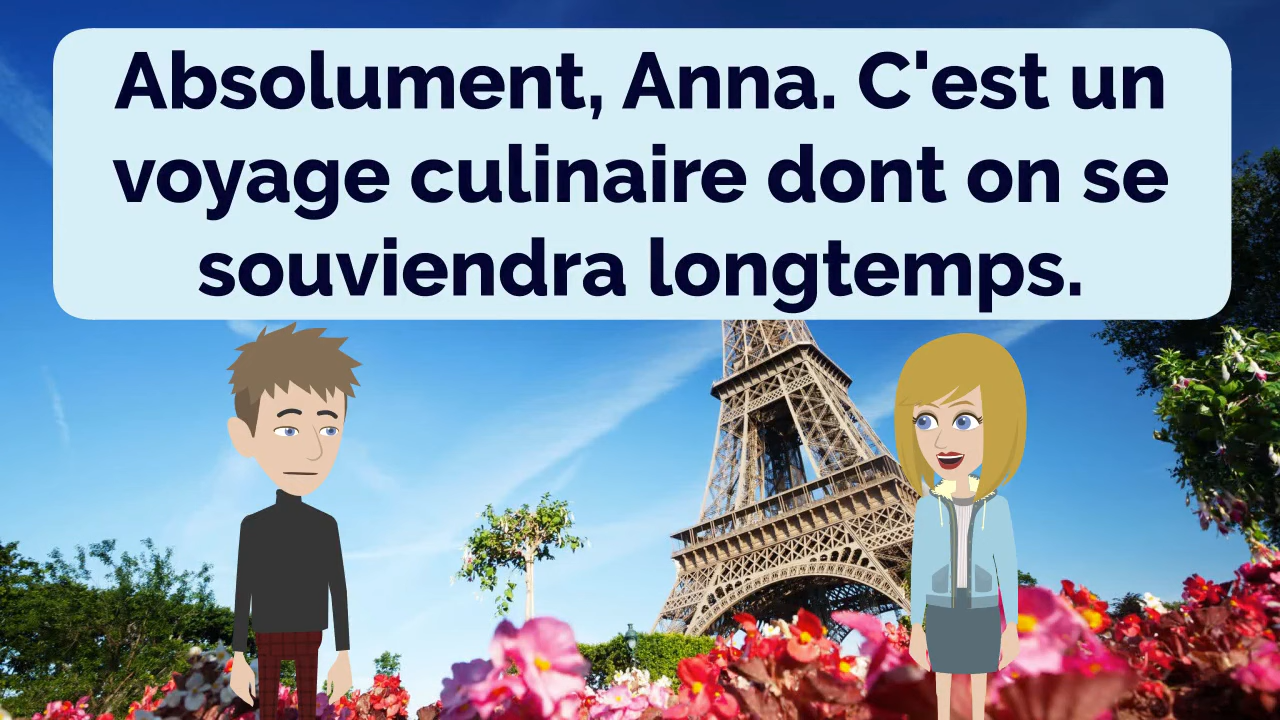 Absolument, Anna. C'est un
voyage culinaire dont on se
souviendra longtemps.